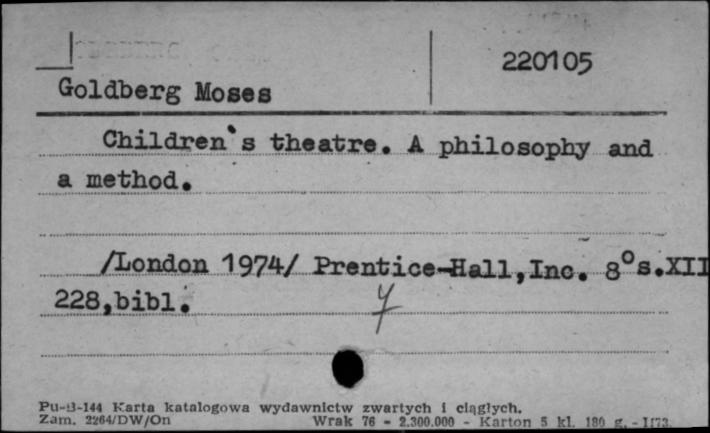 220105
Goldberg Moses
Children's theatre. A philosophy and
a method.
/London 1974/ Prentice-Hall,Inc. 8°s.XII
228,bibl.
Pu-B-144 Karta katalogowa wydawnictw zwartych i ciągłych.
Zam. 2264/DW/On Wrak 76 - 2.300.000 - Karton 5 kl. 180 g. - I173